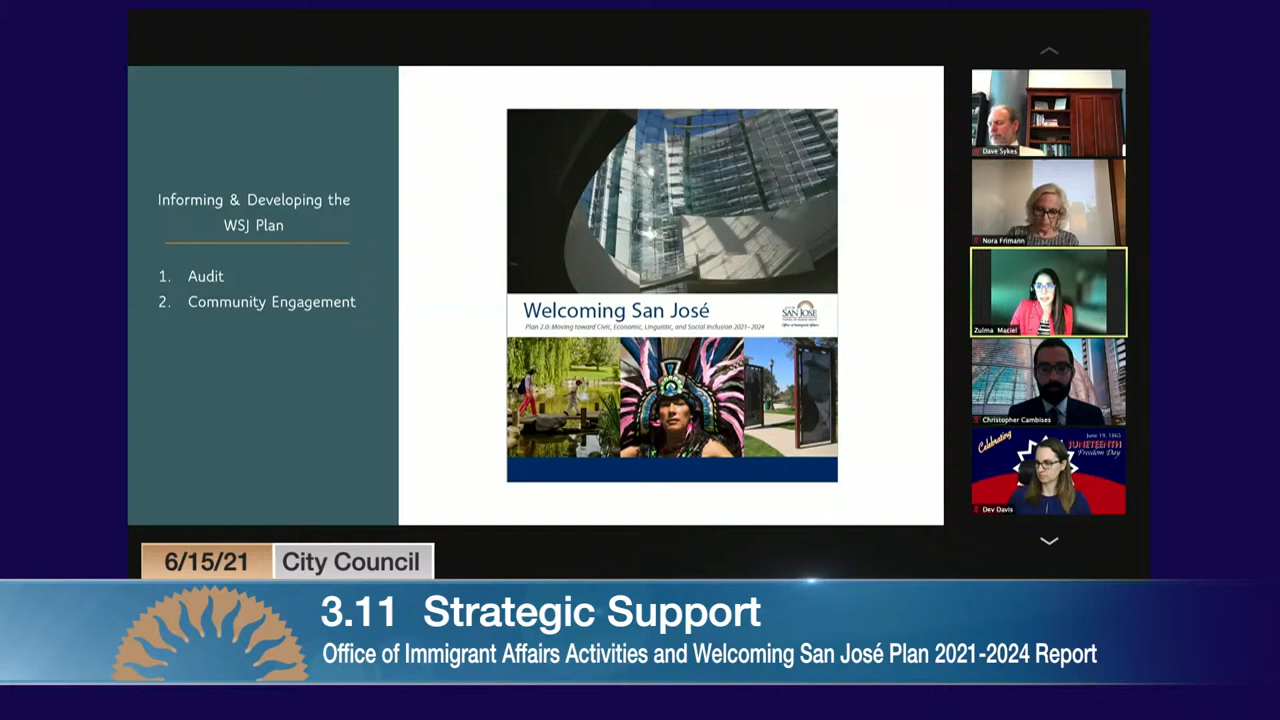 Informing & Developing the
WSJ Plan
1. Audit
2. Community Engagement
Welcoming San José
Plan 2.0: Moving toward Civic, Economic, Linguistic, and Social Inclusion 2021–2024
SAN JOSE
Office of Immigrant Affairs
Dave Sykes
Nora Frimann
Zulma Maciel
Christopher Cambises
Celebrating
June 19, 1865
JUNETEENTH
Freedom Day
Dev Davis
6/15/21 City Council
3.11 Strategic Support
Office of Immigrant Affairs Activities and Welcoming San José Plan 2021-2024 Report